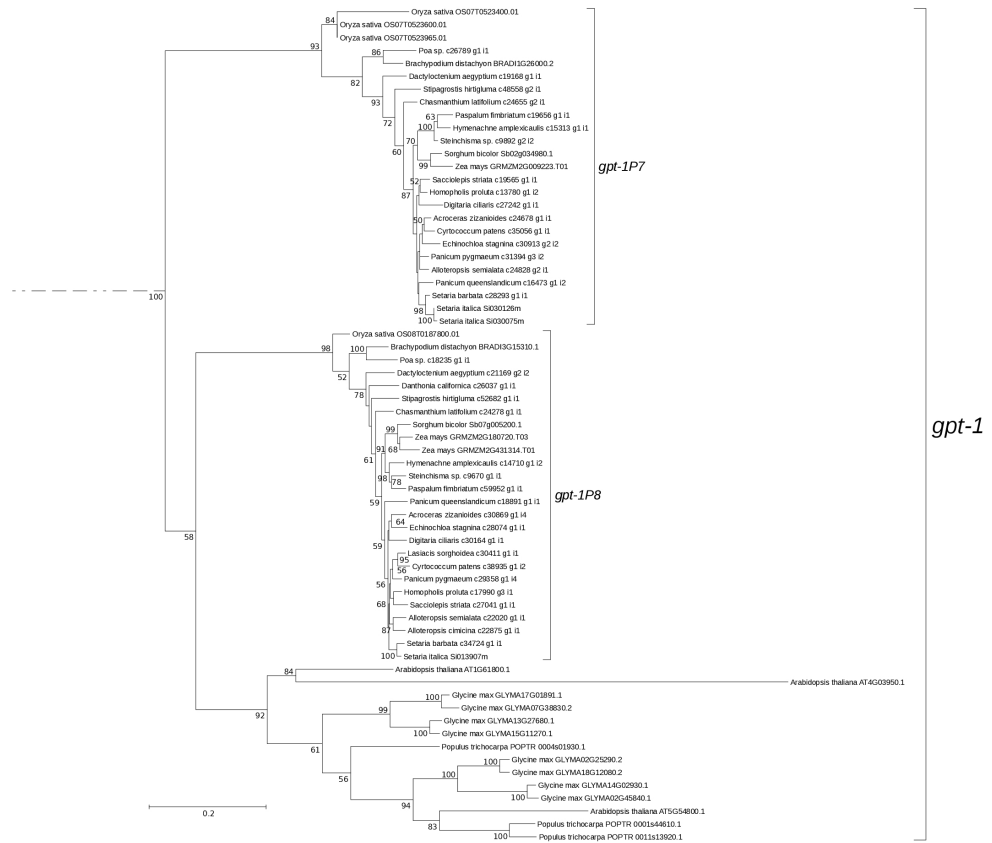 Oryza sativa OS07T0523400.01
84
Oryza sativa OS07T0523600.01
Oryza sativa OS07T0523965.01
93
86
Poa sp. c26789 g1 i1
Brachypodium distachyon BRADI1G26000.2
82
Dactyloctenium aegyptium c19168 g1 i1
Stipagrostis hirtigluma c48558 g2 i1
93
Chasmanthium latifolium c24655 g2 i1
72
63
Paspalum fimbriatum c19656 g1 i1
100
Hymenachne amplexicaulis c15313 g1 i1
70
Steinchisma sp. c9892 g2 i2
60
Sorghum bicolor Sb02g034980.1
99
Zea mays GRMZM2G009223.T01
gpt-1P7
52
Sacciolepis striata c19565 g1 i1
Homopholis proluta c13780 g1 i2
87
Digitaria ciliaris c27242 g1 i1
50
Acroceras zizanioides c24678 g1 i1
Cyrtococcum patens c35056 g1 i1
Echinochloa stagnina c30913 g2 i2
Panicum pygmaeum c31394 g3 i2
Alloteropsis semialata c24828 g2 i1
Panicum queenslandicum c16473 g1 i2
100
Setaria barbata c28293 g1 i1
98
Setaria italica Si030126m
100
Setaria italica Si030075m
Oryza sativa OS08T0187800.01
98
100
Brachypodium distachyon BRADI3G15310.1
Poa sp. c18235 g1 i1
52
Dactyloctenium aegyptium c21169 g2 i2
78
Danthonia californica c26037 g1 i1
Stipagrostis hirtigluma c52682 g1 i1
Chasmanthium latifolium c24278 g1 i1
99
Sorghum bicolor Sb07g005200.1
gpt-1
Zea mays GRMZM2G180720.T03
91
68
Zea mays GRMZM2G431314.T01
61
Hymenachne amplexicaulis c14710 g1 i2
98
Steinchisma sp. c9670 g1 i1
78
Paspalum fimbriatum c59952 g1 i1
gpt-1P8
59
Panicum queenslandicum c18891 g1 i1
Acroceras zizanioides c30869 g1 i4
64
Echinochloa stagnina c28074 g1 i1
58
Digitaria ciliaris c30164 g1 i1
59
Lasiacis sorghoidea c30411 g1 i1
95
Cyrtococcum patens c38935 g1 i2
56
Panicum pygmaeum c29358 g1 i4
56
Homopholis proluta c17990 g3 i1
68
Sacciolepis striata c27041 g1 i1
Alloteropsis semialata c22020 g1 i1
87
Alloteropsis cimicina c22875 g1 i1
Setaria barbata c34724 g1 i1
100
Setaria italica Si013907m
84
Arabidopsis thaliana AT1G61800.1
Arabidopsis thaliana AT4G03950.1
92
100
Glycine max GLYMA17G01891.1
99
Glycine max GLYMA07G38830.2
Glycine max GLYMA13G27680.1
100
Glycine max GLYMA15G11270.1
61
Populus trichocarpa POPTR 0004s01930.1
100
Glycine max GLYMA02G25290.2
56
100
Glycine max GLYMA18G12080.2
Glycine max GLYMA14G02930.1
100
Glycine max GLYMA02G45840.1
94
0.2
Arabidopsis thaliana AT5G54800.1
83
Populus trichocarpa POPTR 0001s44610.1
100
Populus trichocarpa POPTR 0011s13920.1